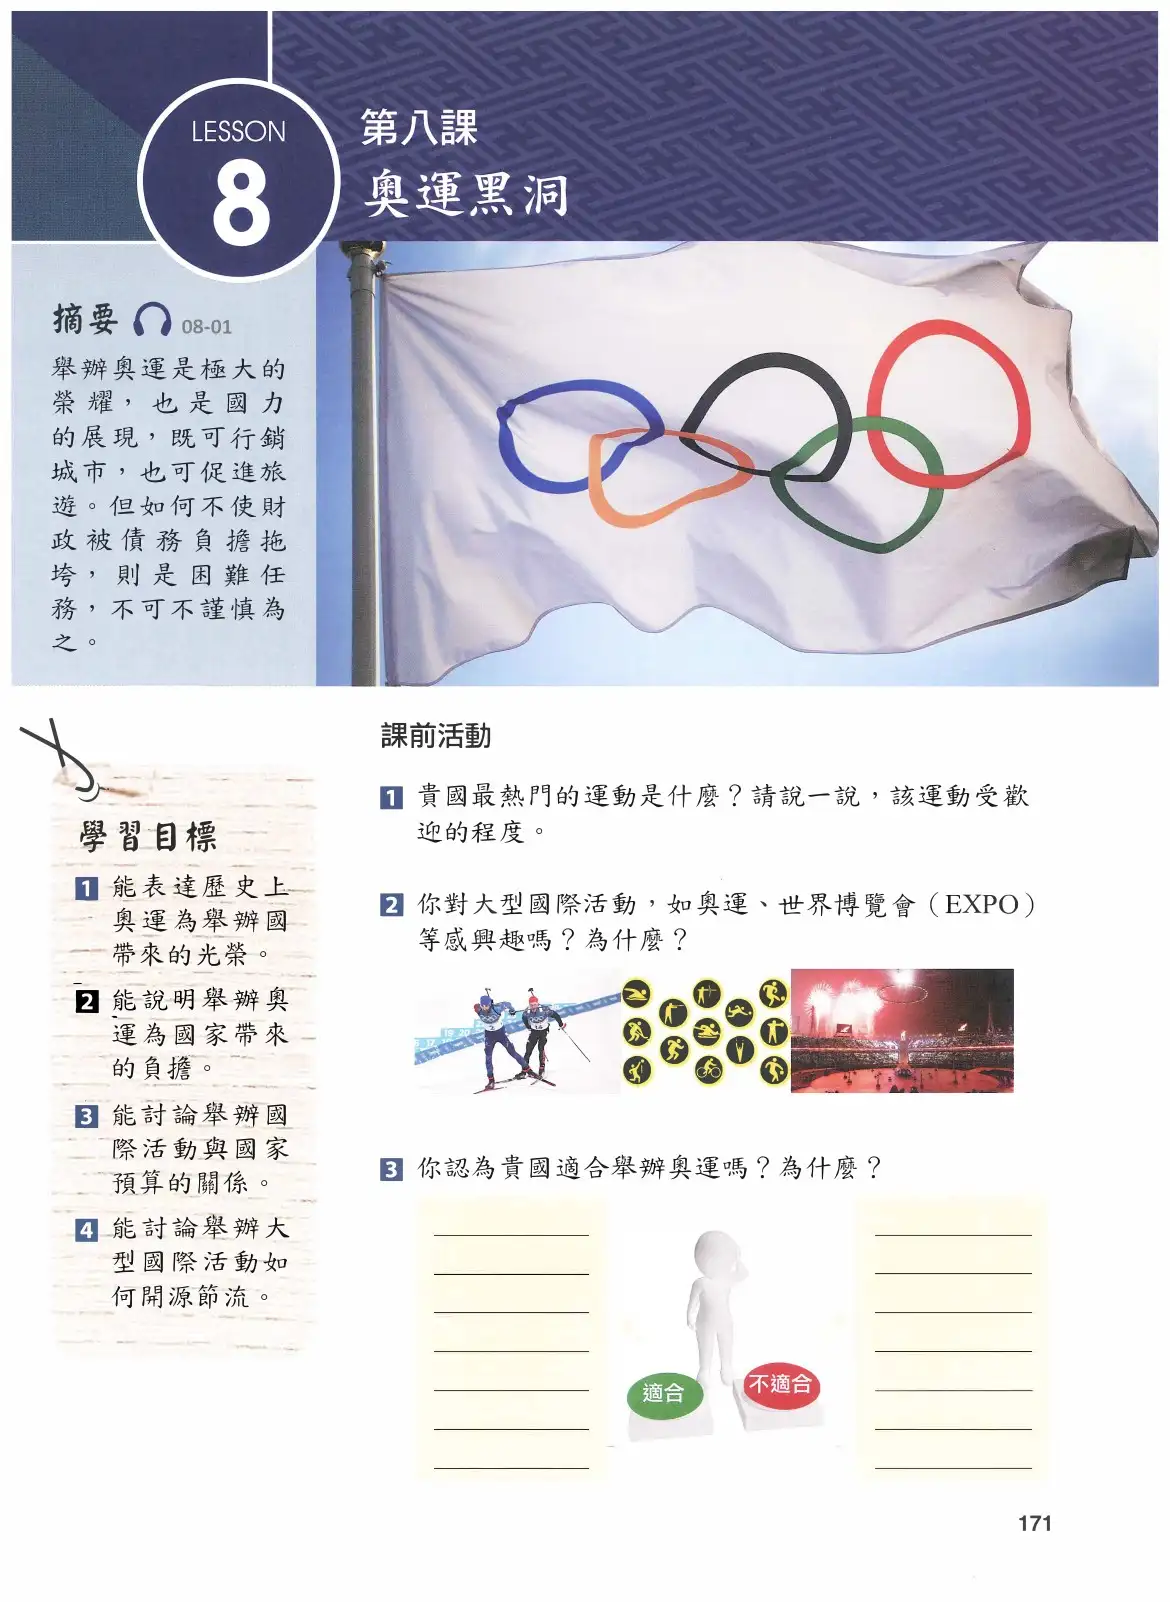 LESSON
8
第八課
奧運黑洞
摘要
08-01
舉辦奧運是極大的
榮耀，也是國力
的展現，既可行銷
城市，也可促進旅
遊。但如何不使財
政被債務負擔拖
垮，則是困難任
務，不可不謹慎為
之。
學習目標
1 能表達歷史上
奧運為舉辦國
帶來的光榮。
2 能說明舉辦奧
運為國家帶來
的負擔。
3 能討論舉辦國
際活動與國家
預算的關係。
4 能討論舉辦大
型國際活動如
何開源節流。
課前活動
1 貴國最熱門的運動是什麼？請說一說，該運動受歡
迎的程度。
2 你對大型國際活動，如奧運、世界博覽會（EXPO）
等感興趣嗎？為什麼？
3 你認為貴國適合舉辦奧運嗎？為什麼？
適合
不適合
171